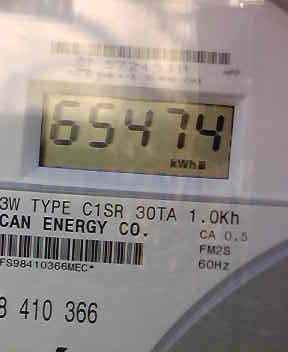 65474
kWh
3W TYPE C1SR 30TA 1.0Kh
CAN ENERGY CO.
CA 0.5
FM2S
FS98410366MEC*
60Hz
8 410 366